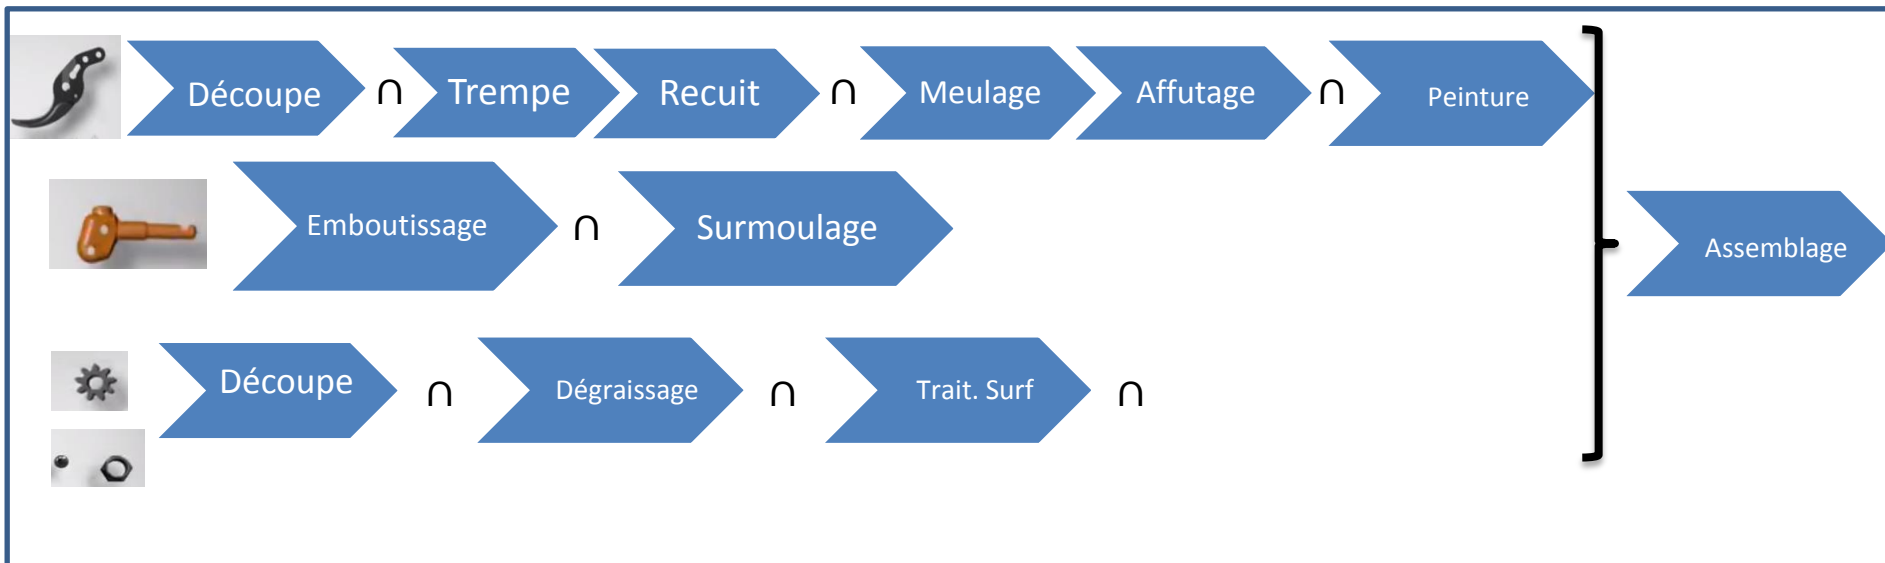 Découpe ∩ Trempe Recuit ∩ Meulage Affutage ∩ Peinture
Emboutissage ∩ Surmoulage
Assemblage
Découpe ∩ Dégraissage ∩ Trait. Surf ∩